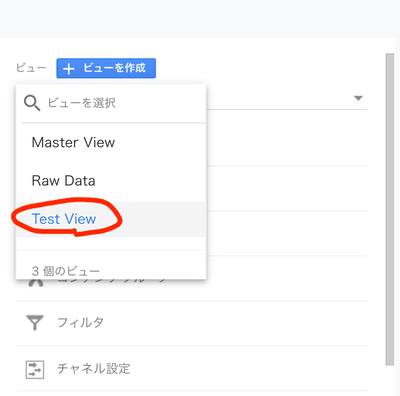 ビュー + ビューを作成
ビューを選択
Master View
Raw Data
Test View
3 個のビュー
フィルタ
チャネル設定